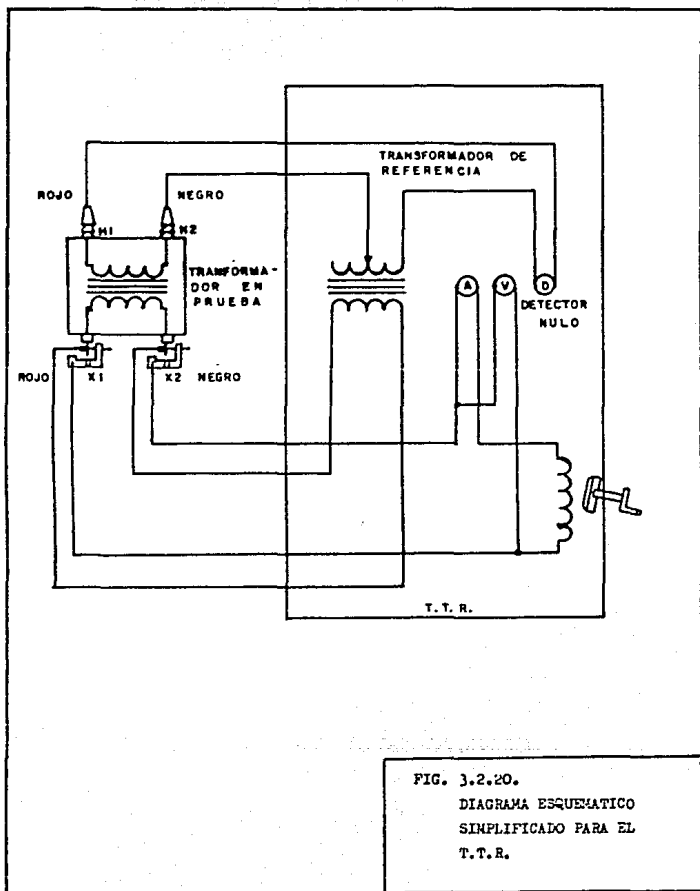 TRANSFORMADOR DE
REFERENCIA
ROJO
NEGRO
H1
H2
TRANFORMA-
DOR EN
PRUEBA
A
V
D
DETECTOR
NULO
ROJO
X1
X2
NEGRO
T.T.R.
FIG. 3.2.20.
DIAGRAMA ESQUEMATICO
SIMPLIFICADO PARA EL
T.T.R.